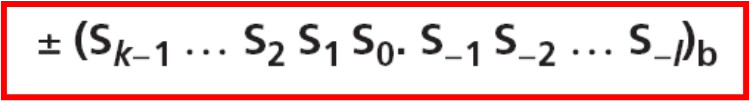 ± (S_{k−1} ... S_2 S_1 S_0. S_{−1} S_{−2} ... S_{−l})_b